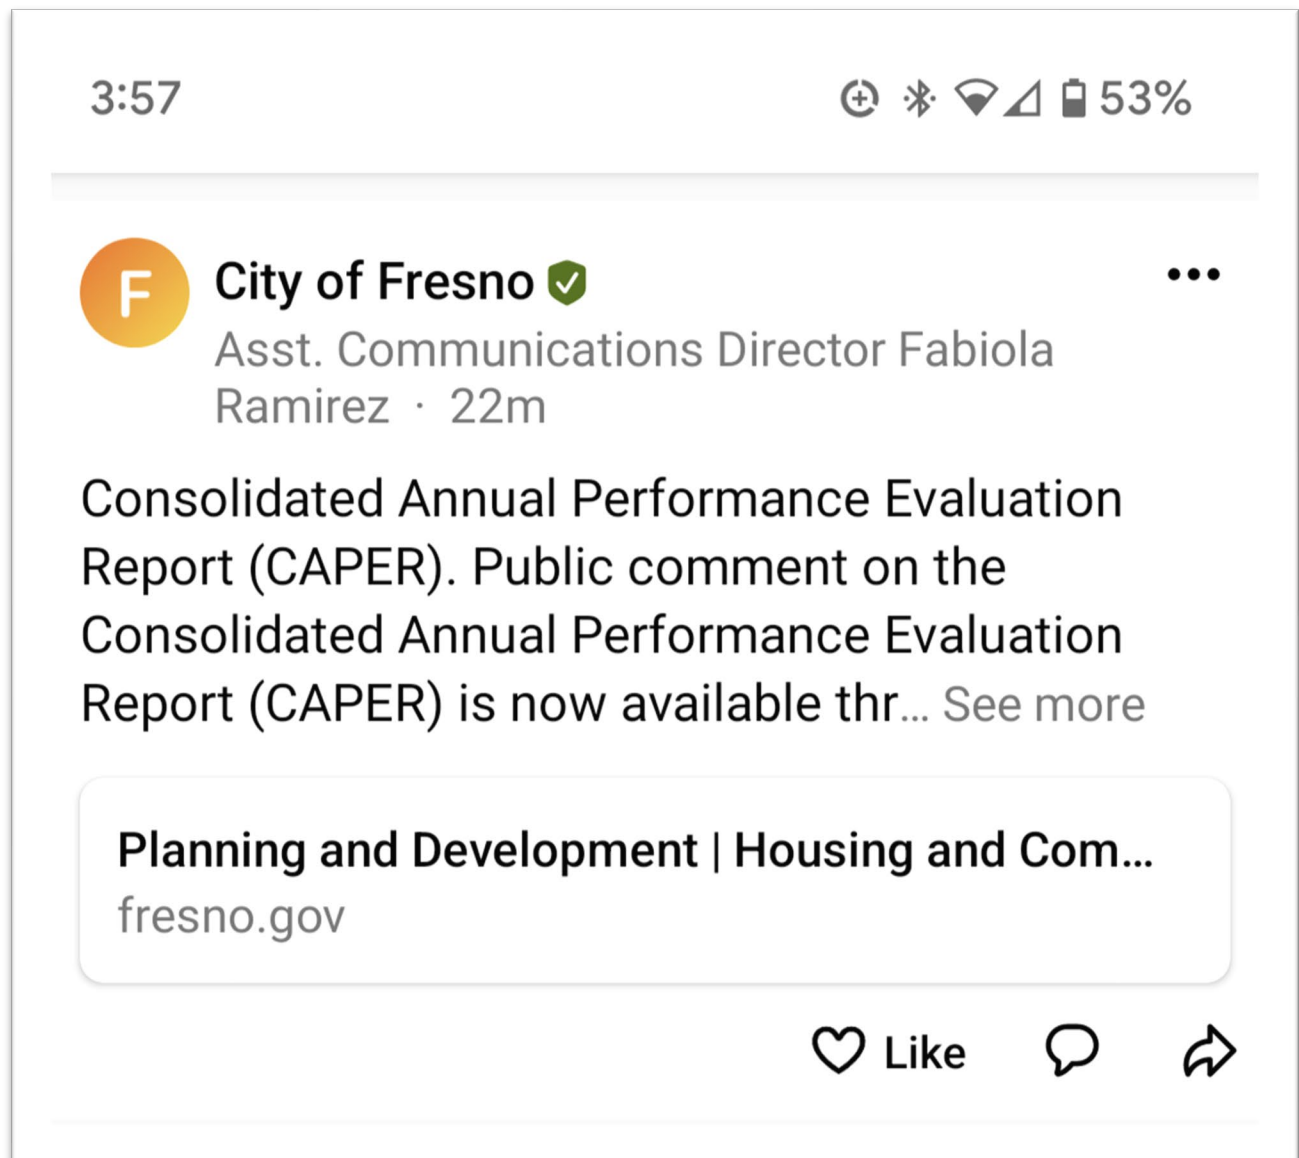 3:57 53%
F
City of Fresno
Asst. Communications Director Fabiola
Ramirez · 22m
Consolidated Annual Performance Evaluation
Report (CAPER). Public comment on the
Consolidated Annual Performance Evaluation
Report (CAPER) is now available thr... See more
Planning and Development | Housing and Com...
fresno.gov
Like